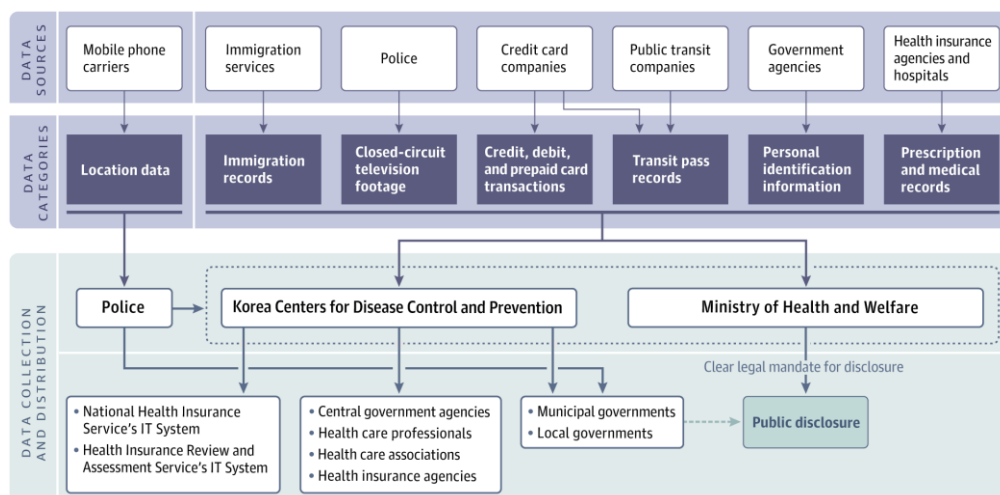 DATA
SOURCES
Mobile phone
carriers
Immigration
services
Police
Credit card
companies
Public transit
companies
Government
agencies
Health insurance
agencies and
hospitals
DATA
CATEGORIES
Location data
Immigration
records
Closed-circuit
television
footage
Credit, debit,
and prepaid card
transactions
Transit pass
records
Personal
identification
information
Prescription
and medical
records
DATA COLLECTION
AND DISTRIBUTION
Police
Korea Centers for Disease Control and Prevention
Ministry of Health and Welfare
Clear legal mandate for disclosure
• National Health Insurance
Service's IT System
• Health Insurance Review and
Assessment Service's IT System
• Central government agencies
• Health care professionals
• Health care associations
• Health insurance agencies
• Municipal governments
• Local governments
Public disclosure